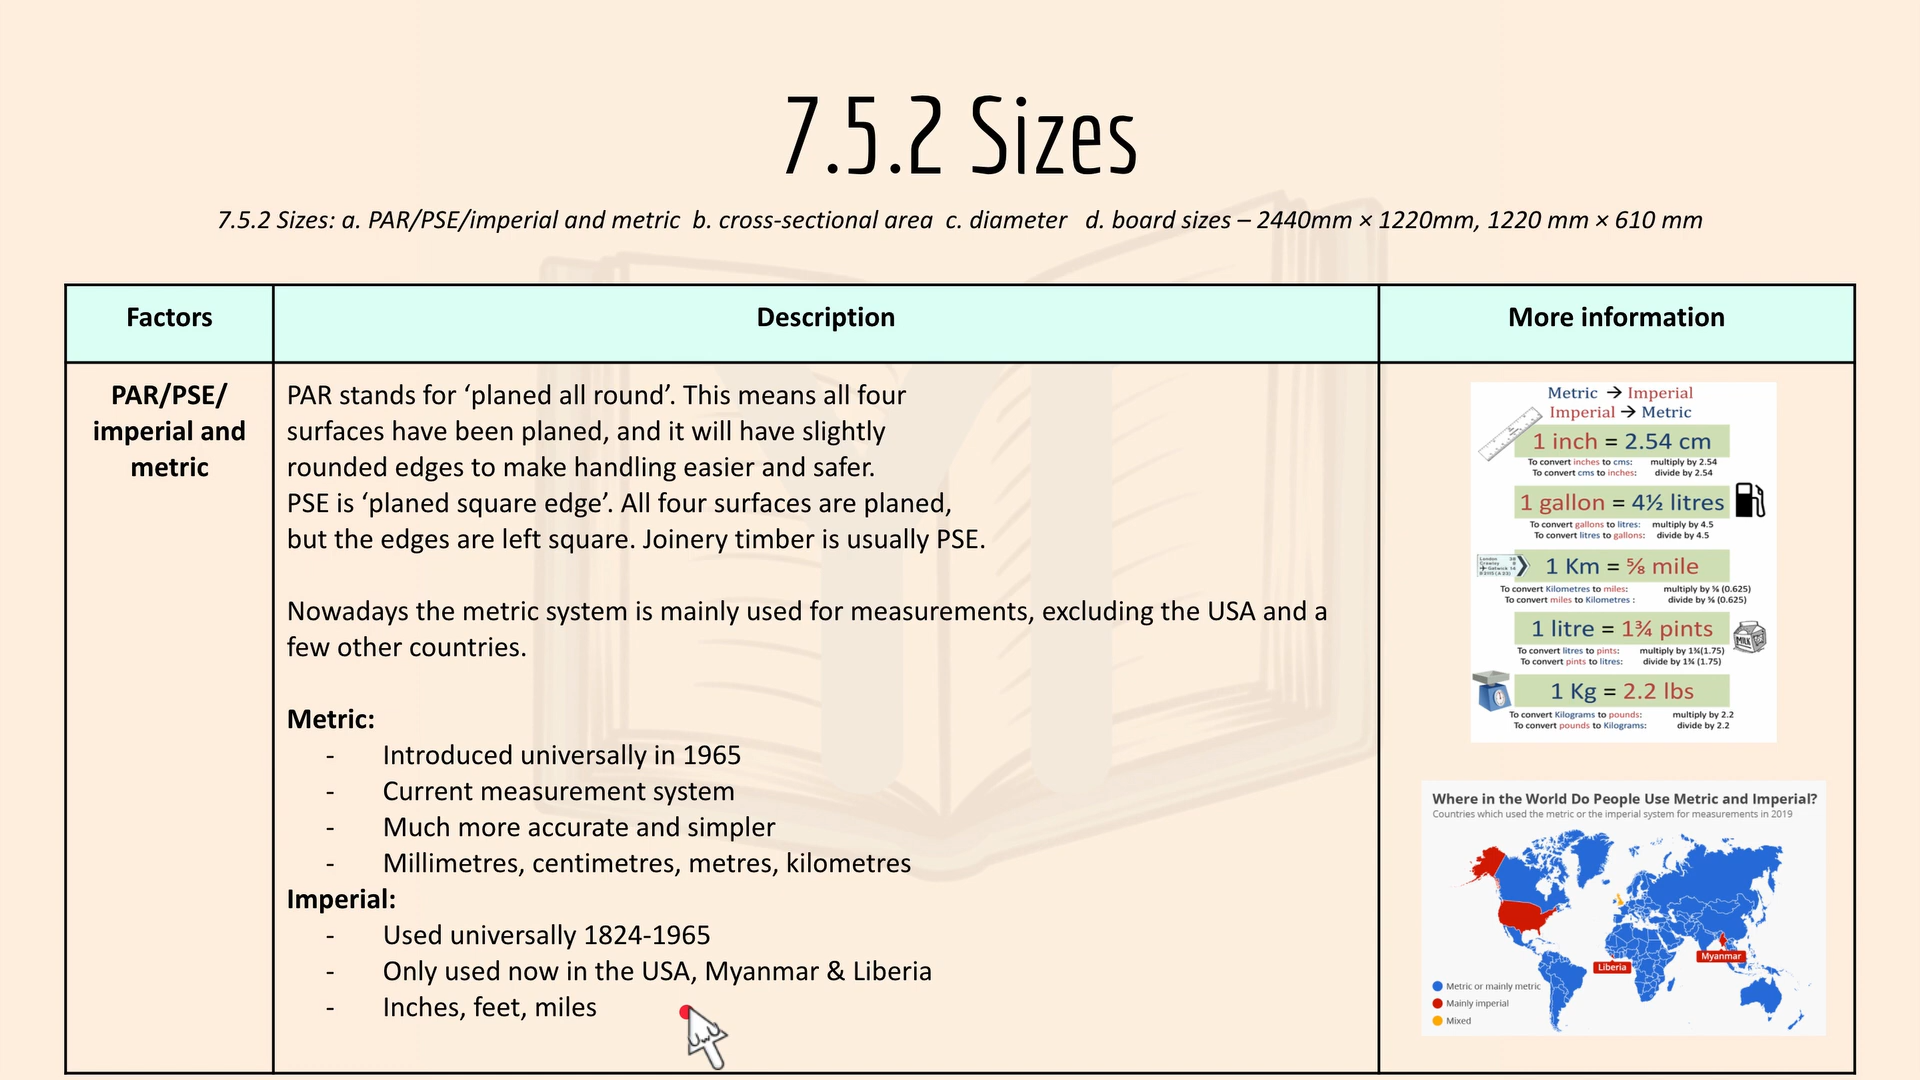 7.5.2 Sizes
7.5.2 Sizes: a. PAR/PSE/imperial and metric b. cross-sectional area c. diameter d. board sizes – 2440mm × 1220mm, 1220 mm × 610 mm
Factors
Description
More information
PAR/PSE/
imperial and
metric
PAR stands for ‘planed all round’. This means all four
surfaces have been planed, and it will have slightly
rounded edges to make handling easier and safer.
PSE is ‘planed square edge’. All four surfaces are planed,
but the edges are left square. Joinery timber is usually PSE.
Nowadays the metric system is mainly used for measurements, excluding the USA and a
few other countries.
Metric:
- Introduced universally in 1965
- Current measurement system
- Much more accurate and simpler
- Millimetres, centimetres, metres, kilometres
Imperial:
- Used universally 1824-1965
- Only used now in the USA, Myanmar & Liberia
- Inches, feet, miles
Metric → Imperial
Imperial → Metric
1 inch = 2.54 cm
To convert inches to cms: multiply by 2.54
To convert cms to inches: divide by 2.54
1 gallon = 4½ litres
To convert gallons to litres: multiply by 4.5
To convert litres to gallons: divide by 4.5
1 Km = ⅝ mile
To convert Kilometres to miles: multiply by ⅝ (0.625)
To convert miles to Kilometres : divide by ⅝ (0.625)
1 litre = 1¾ pints
To convert litres to pints: multiply by 1¾(1.75)
To convert pints to litres: divide by 1¾ (1.75)
MILK
1 Kg = 2.2 lbs
To convert Kilograms to pounds: multiply by 2.2
To convert pounds to Kilograms: divide by 2.2
Where in the World Do People Use Metric and Imperial?
Countries which used the metric or the imperial system for measurements in 2019
Liberia
Myanmar
Metric or mainly metric
Mainly imperial
Mixed